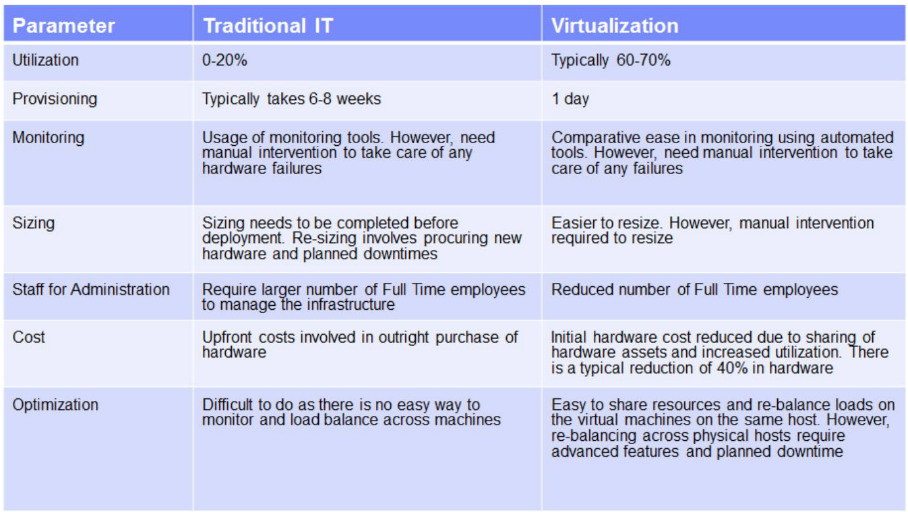 Parameter
Traditional IT
Virtualization
Utilization
0-20%
Typically 60-70%
Provisioning
Typically takes 6-8 weeks
1 day
Monitoring
Usage of monitoring tools. However, need
manual intervention to take care of any
hardware failures
Comparative ease in monitoring using automated
tools. However, need manual intervention to take
care of any failures
Sizing
Sizing needs to be completed before
deployment. Re-sizing involves procuring new
hardware and planned downtimes
Easier to resize. However, manual intervention
required to resize
Staff for Administration
Require larger number of Full Time employees
to manage the infrastructure
Reduced number of Full Time employees
Cost
Upfront costs involved in outright purchase of
hardware
Initial hardware cost reduced due to sharing of
hardware assets and increased utilization. There
is a typical reduction of 40% in hardware
Optimization
Difficult to do as there is no easy way to
monitor and load balance across machines
Easy to share resources and re-balance loads on
the virtual machines on the same host. However,
re-balancing across physical hosts require
advanced features and planned downtime